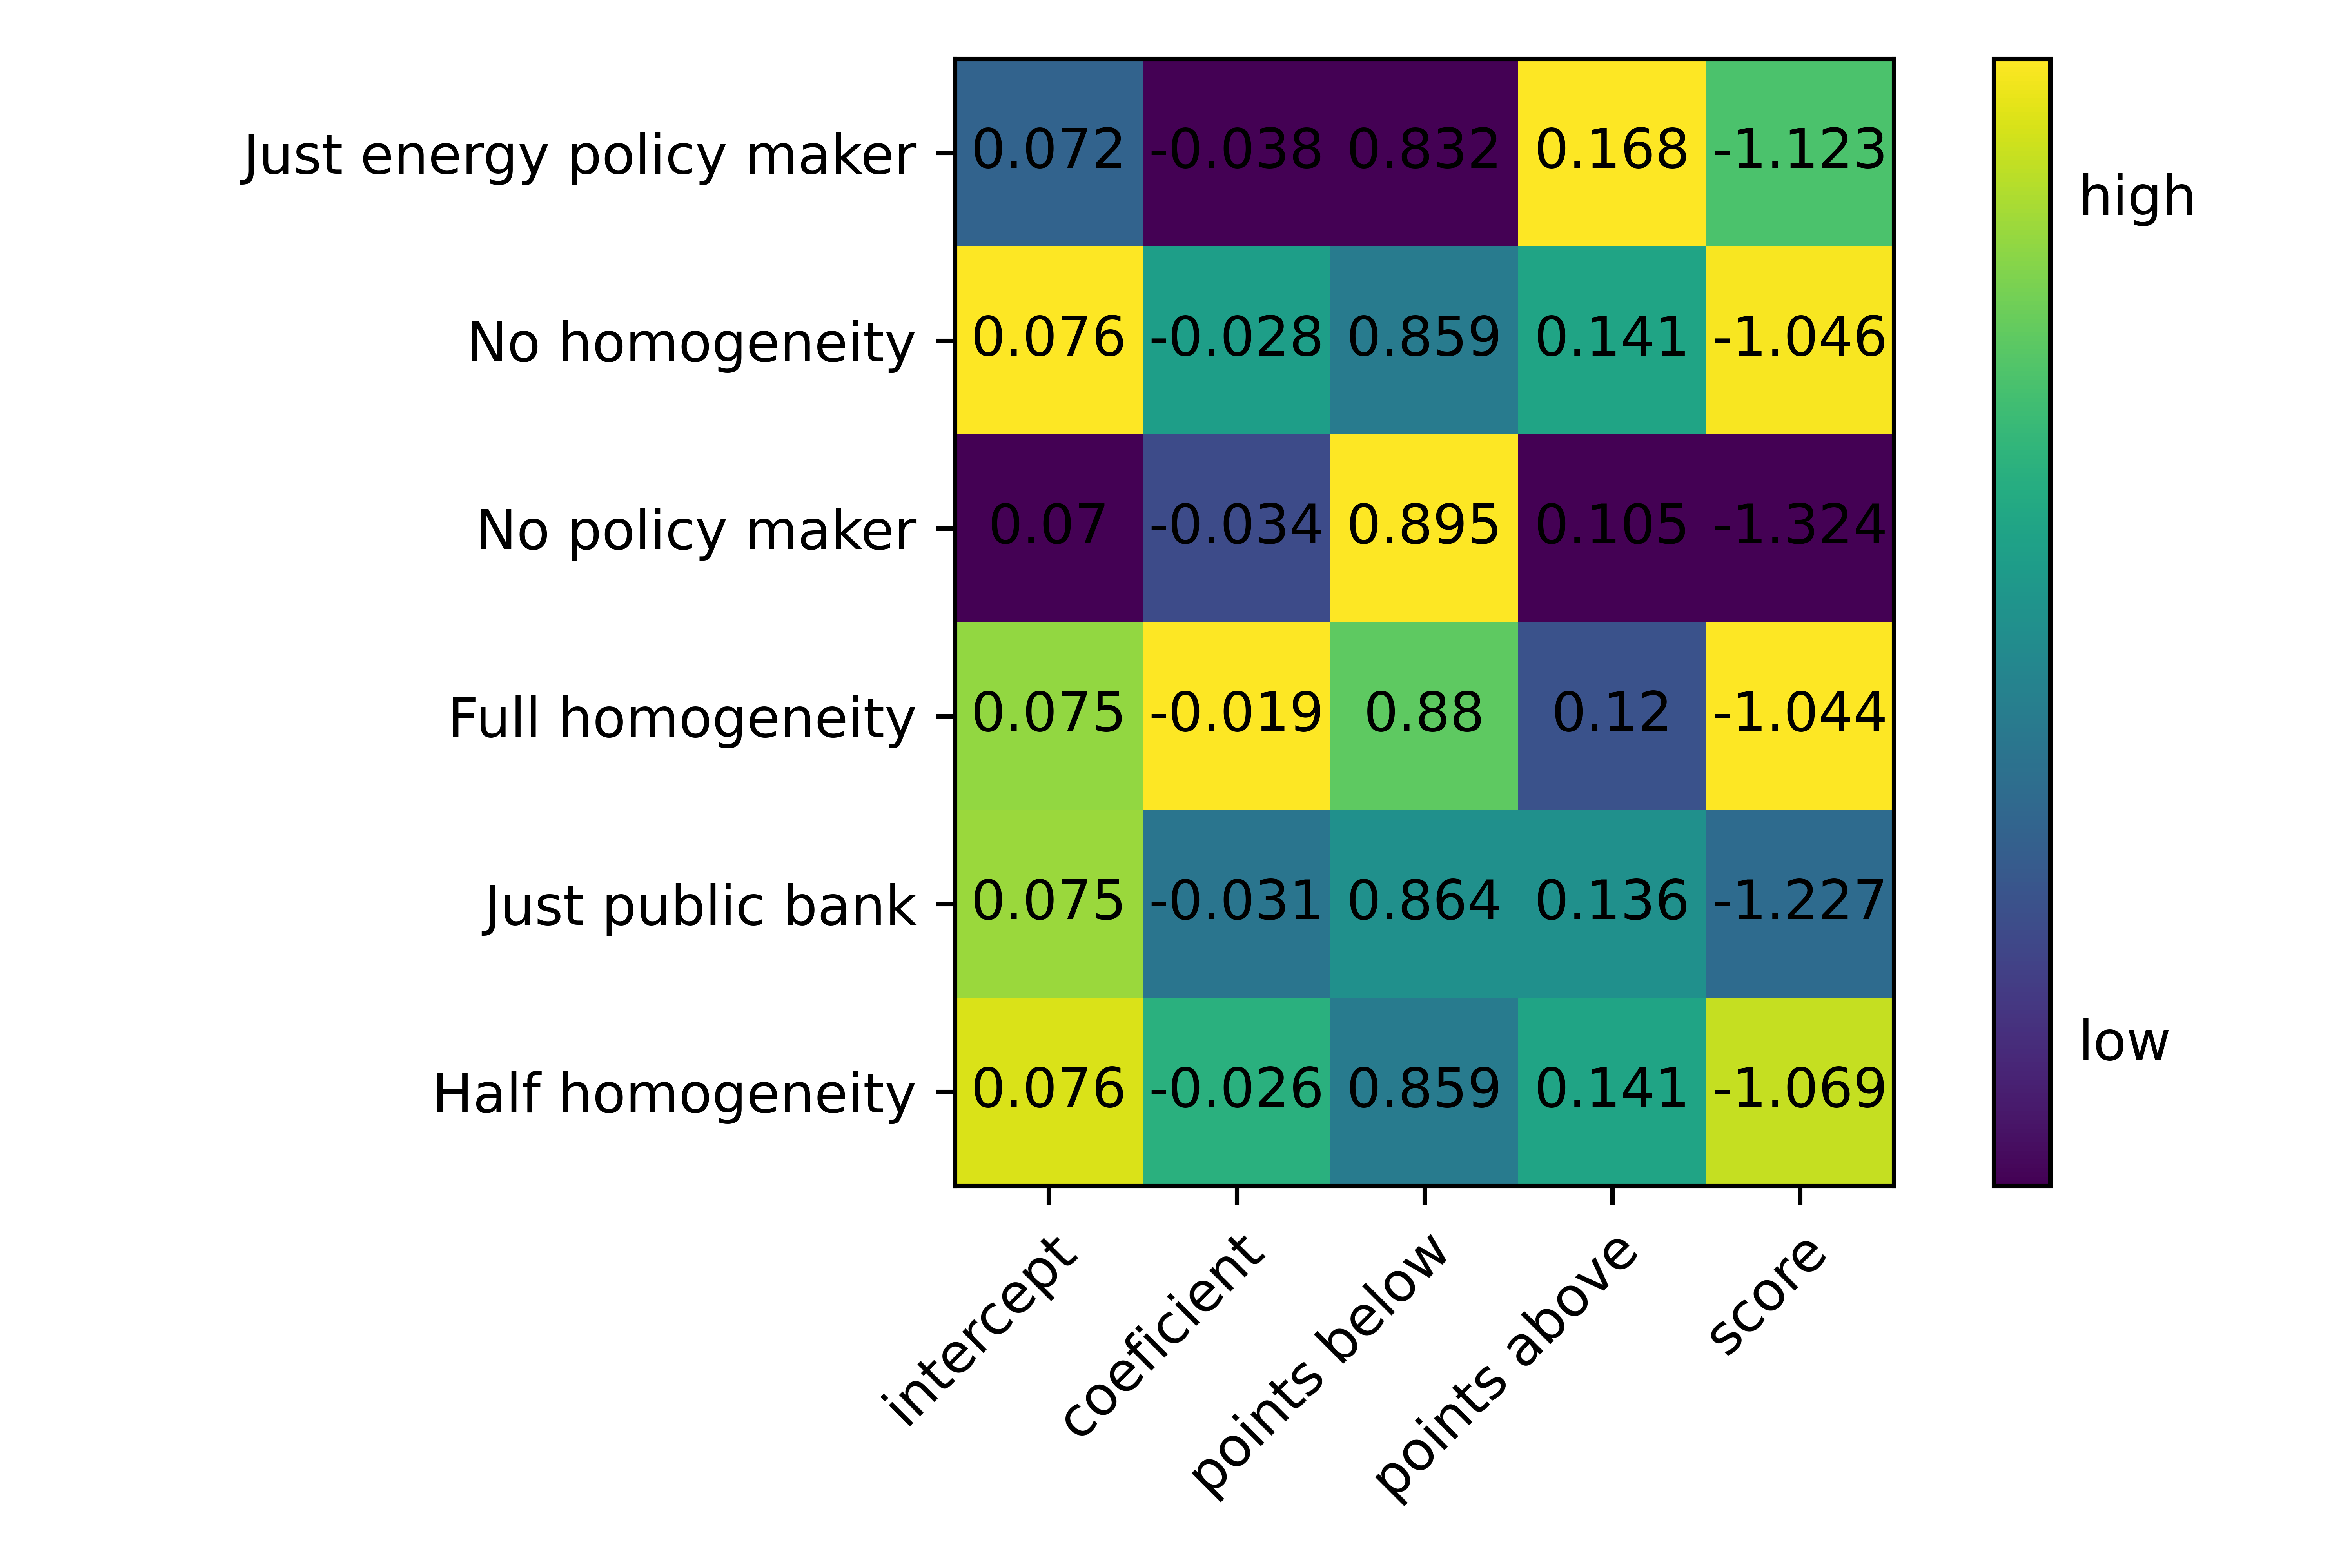 Just energy policy maker 0.072 -0.038 0.832 0.168 -1.123
high
No homogeneity 0.076 -0.028 0.859 0.141 -1.046
No policy maker 0.07 -0.034 0.895 0.105 -1.324
Full homogeneity 0.075 -0.019 0.88 0.12 -1.044
Just public bank 0.075 -0.031 0.864 0.136 -1.227
low
Half homogeneity 0.076 -0.026 0.859 0.141 -1.069
intercept
coeficient
points below
points above
score